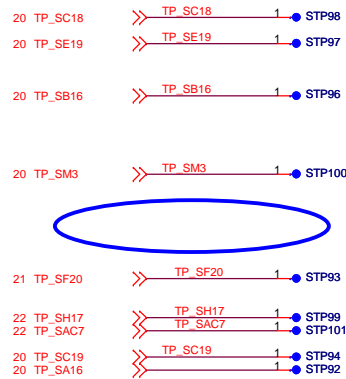 20 TP_SC18 TP_SC18 1 STP98
20 TP_SE19 TP_SE19 1 STP97
20 TP_SB16 TP_SB16 1 STP96
20 TP_SM3 TP_SM3 1 STP100
21 TP_SF20 TP_SF20 1 STP93
22 TP_SH17 TP_SH17 1 STP99
22 TP_SAC7 TP_SAC7 1 STP101
20 TP_SC19 TP_SC19 1 STP94
20 TP_SA16 1 STP92